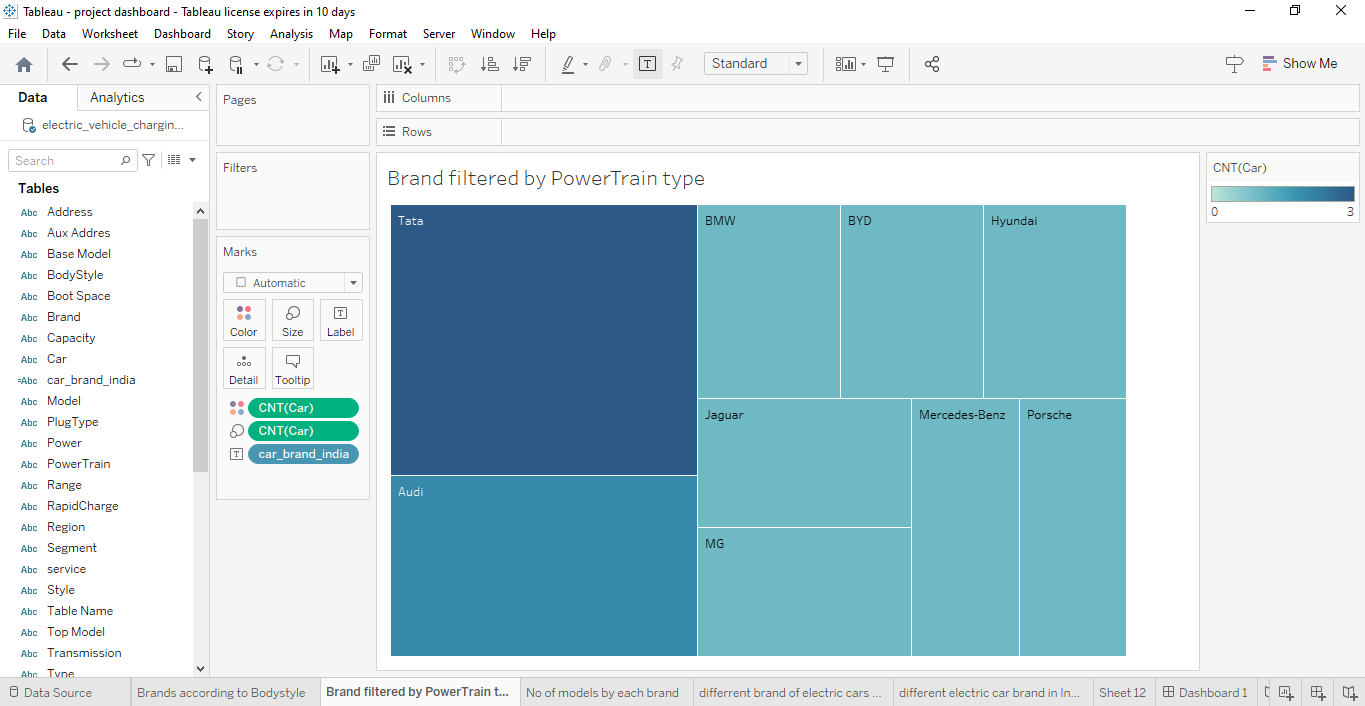 Tableau - project dashboard - Tableau license expires in 10 days
File Data Worksheet Dashboard Story Analysis Map Format Server Window Help
Standard
Show Me
Data Analytics
electric_vehicle_chargin...
Search
Tables
Abc Address
Abc Aux Addres
Abc Base Model
Abc BodyStyle
Abc Boot Space
Abc Brand
Abc Capacity
Abc Car
=Abc car_brand_india
Abc Model
Abc PlugType
Abc Power
Abc PowerTrain
Abc Range
Abc RapidCharge
Abc Region
Abc Segment
Abc service
Abc Style
Abc Table Name
Abc Top Model
Abc Transmission
Abc Type
Pages
Filters
Marks
Automatic
Color Size Label
Detail Tooltip
CNT(Car)
CNT(Car)
car_brand_india
Columns
Rows
Brand filtered by PowerTrain type
Tata
BMW
BYD
Hyundai
Audi
Jaguar
Mercedes-Benz
Porsche
MG
CNT(Car)
0 3
Data Source
Brands according to Bodystyle
Brand filtered by PowerTrain t...
No of models by each brand
differrent brand of electric cars ...
different electric car brand in In...
Sheet 12
Dashboard 1